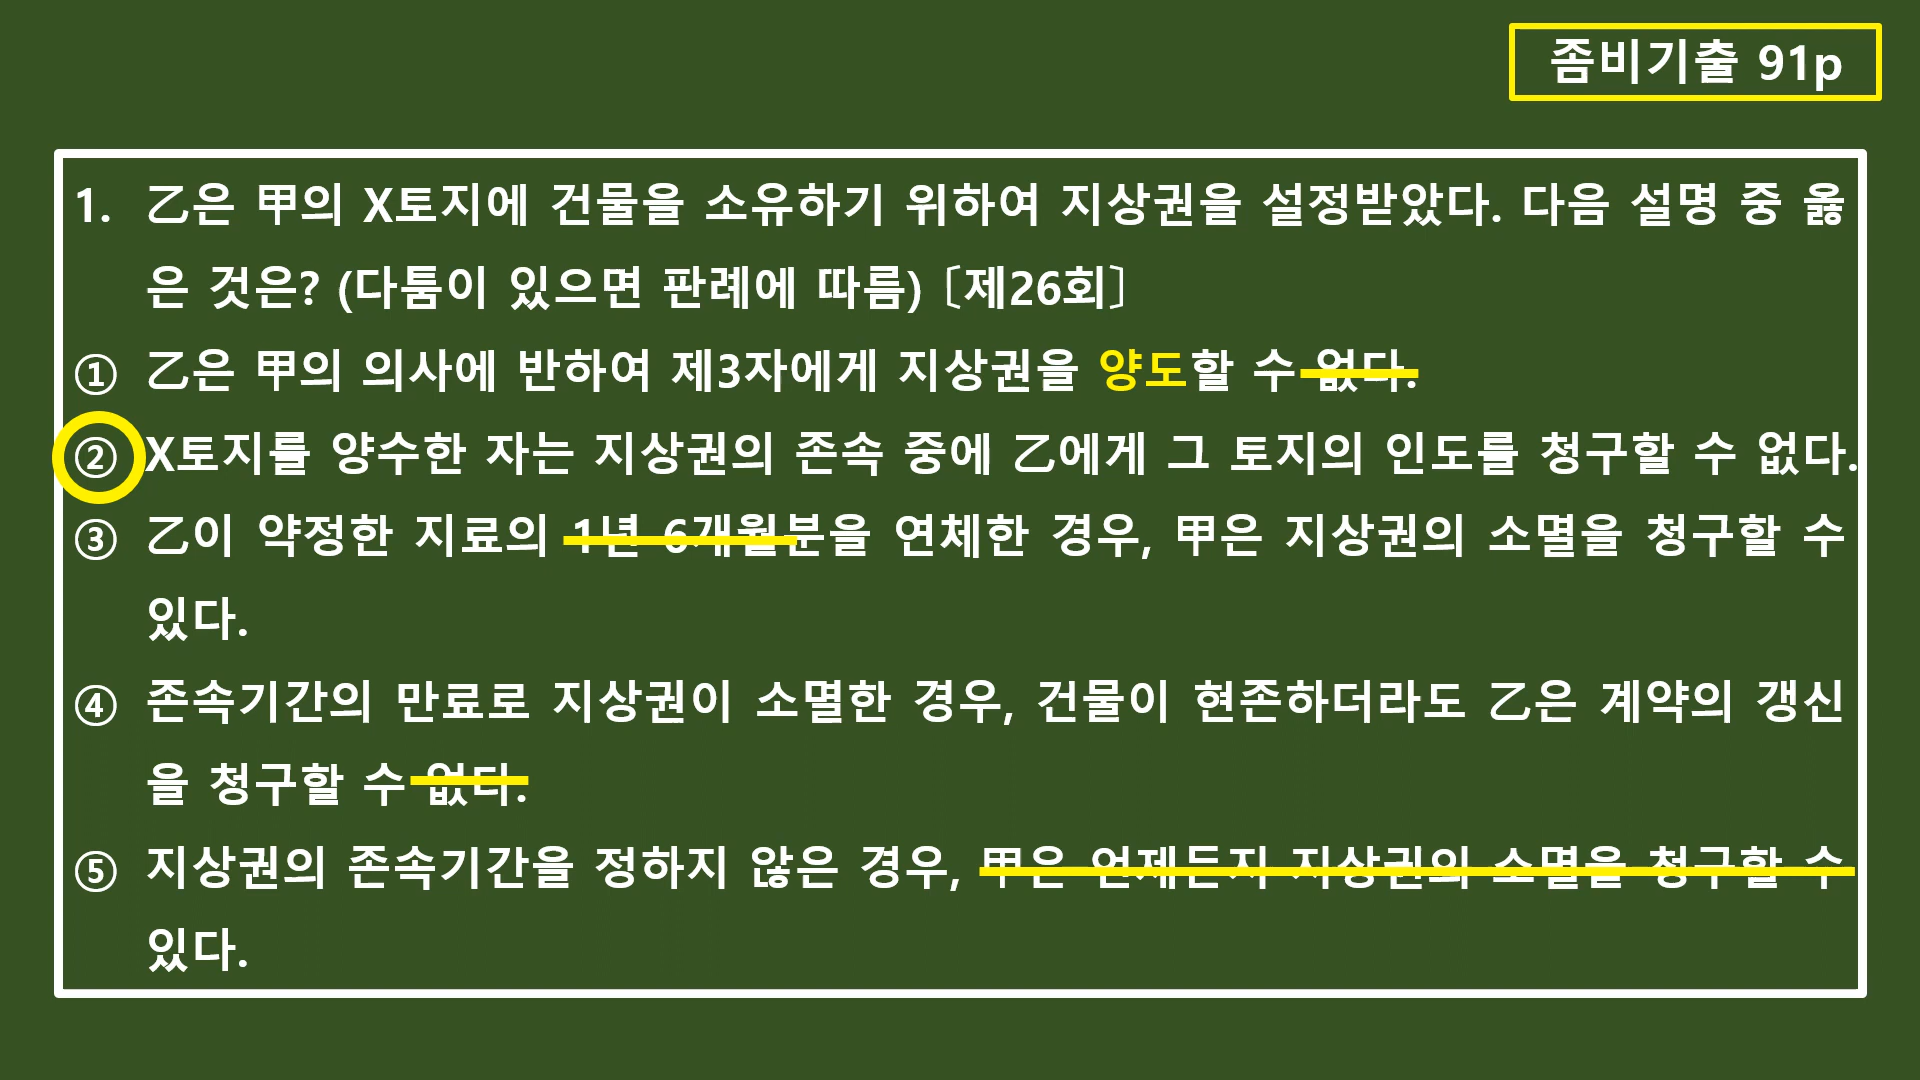 좀비기출 91p
1. 乙은 甲의 X토지에 건물을 소유하기 위하여 지상권을 설정받았다. 다음 설명 중 옳
은 것은? (다툼이 있으면 판례에 따름)〔제26회〕
① 乙은 甲의 의사에 반하여 제3자에게 지상권을 양도할 수 없다.
② X토지를 양수한 자는 지상권의 존속 중에 乙에게 그 토지의 인도를 청구할 수 없다.
③ 乙이 약정한 지료의 1년 6개월분을 연체한 경우, 甲은 지상권의 소멸을 청구할 수
있다.
④ 존속기간의 만료로 지상권이 소멸한 경우, 건물이 현존하더라도 乙은 계약의 갱신
을 청구할 수 없다.
⑤ 지상권의 존속기간을 정하지 않은 경우, 甲은 언제든지 지상권의 소멸을 청구할 수
있다.